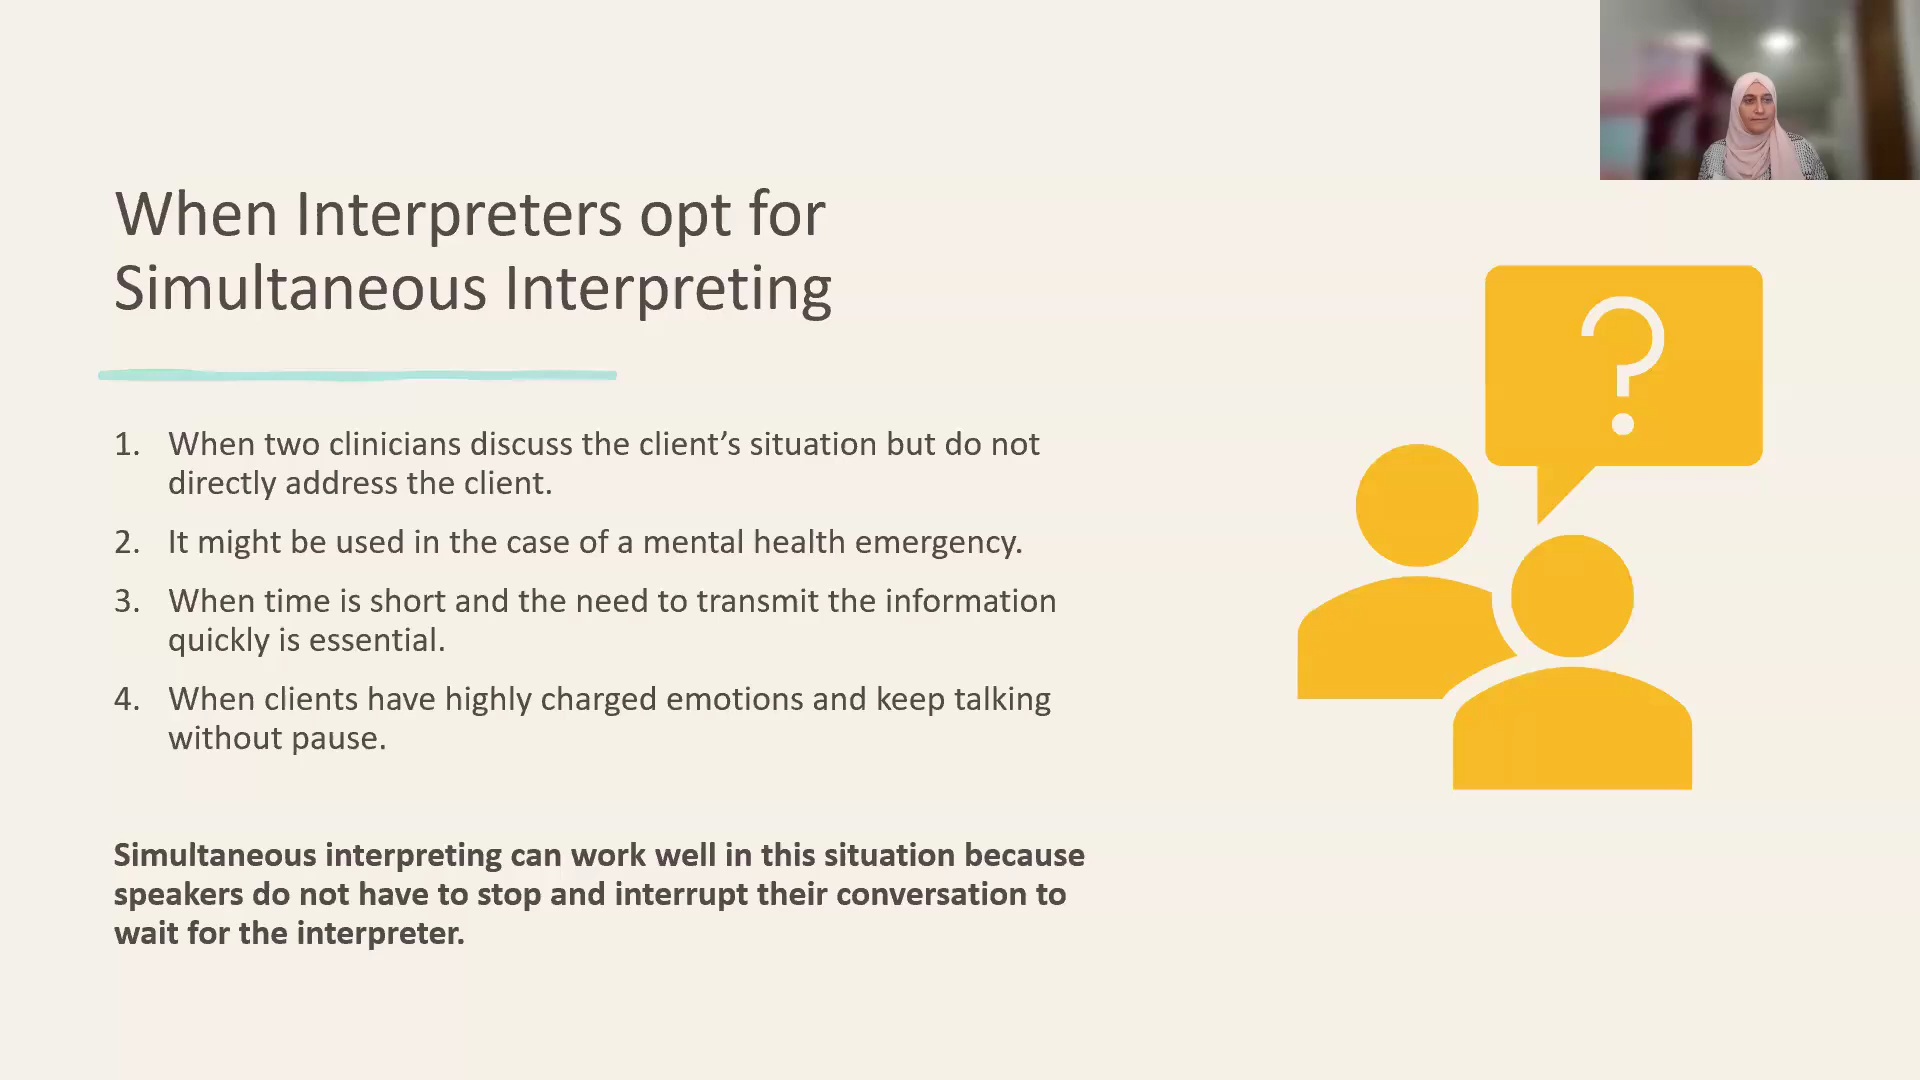 When Interpreters opt for
Simultaneous Interpreting
1. When two clinicians discuss the client’s situation but do not
directly address the client.
2. It might be used in the case of a mental health emergency.
3. When time is short and the need to transmit the information
quickly is essential.
4. When clients have highly charged emotions and keep talking
without pause.
Simultaneous interpreting can work well in this situation because
speakers do not have to stop and interrupt their conversation to
wait for the interpreter.
?